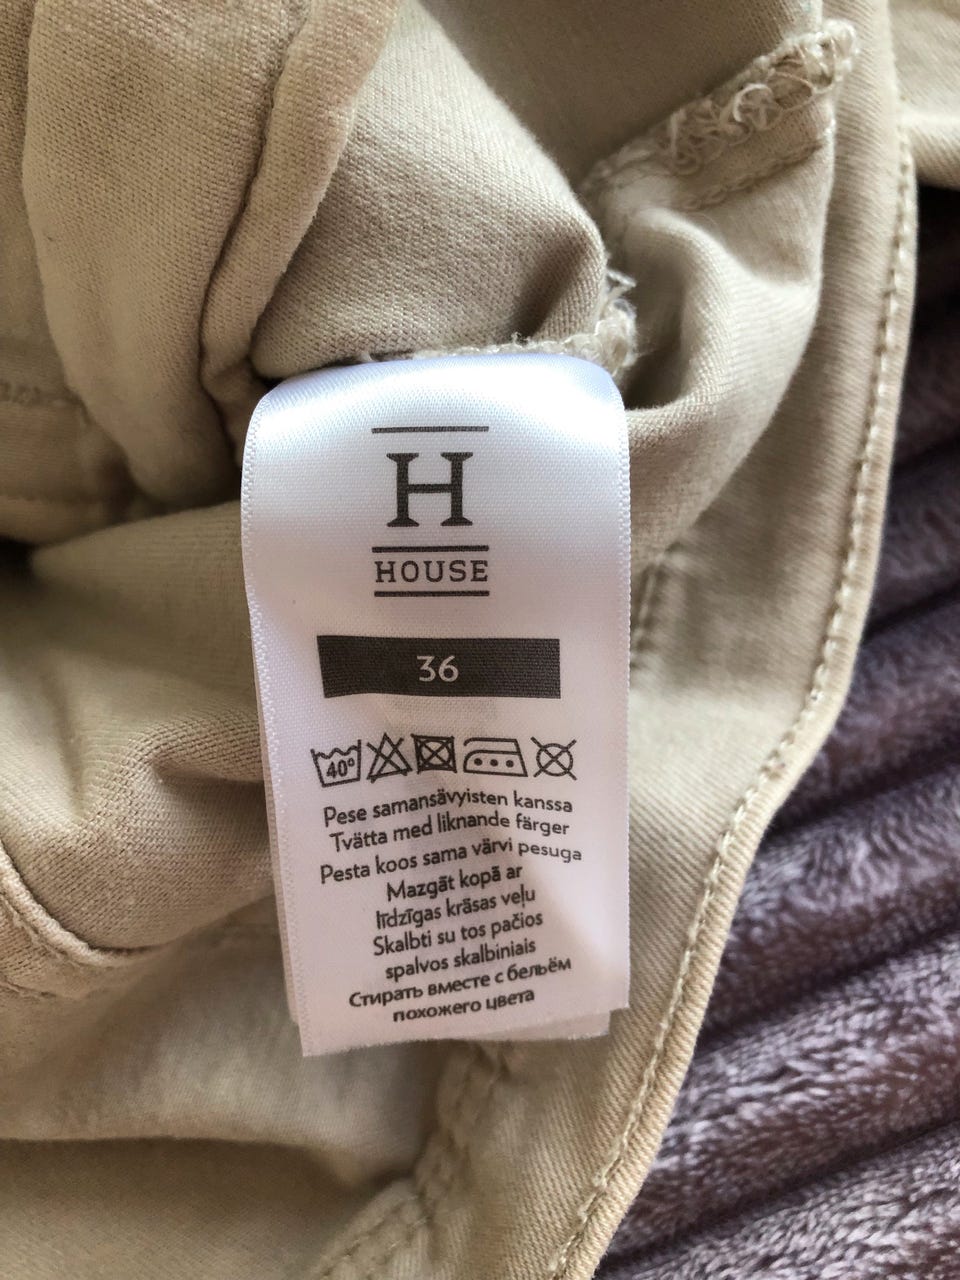 H
HOUSE
36
40°
Pese samansävyisten kanssa
Tvätta med liknande färger
Pesta koos sama värvi pesuga
Mazgāt kopā ar
līdzīgas krāsas veļu
Skalbti su tos pačios
spalvos skalbiniais
Стирать вместе с бельём
похожего цвета